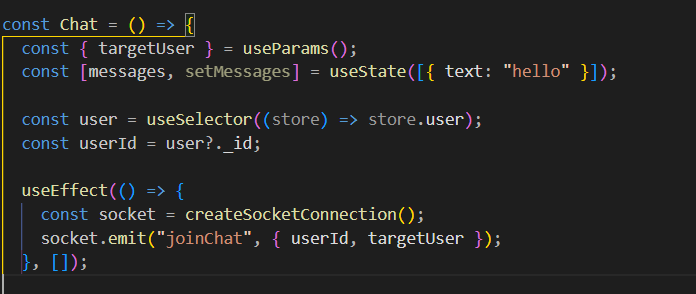 const Chat = () => {
  const { targetUser } = useParams();
  const [messages, setMessages] = useState([{ text: "hello" }]);

  const user = useSelector((store) => store.user);
  const userId = user?._id;

  useEffect(() => {
    const socket = createSocketConnection();
    socket.emit("joinChat", { userId, targetUser });
  }, []);